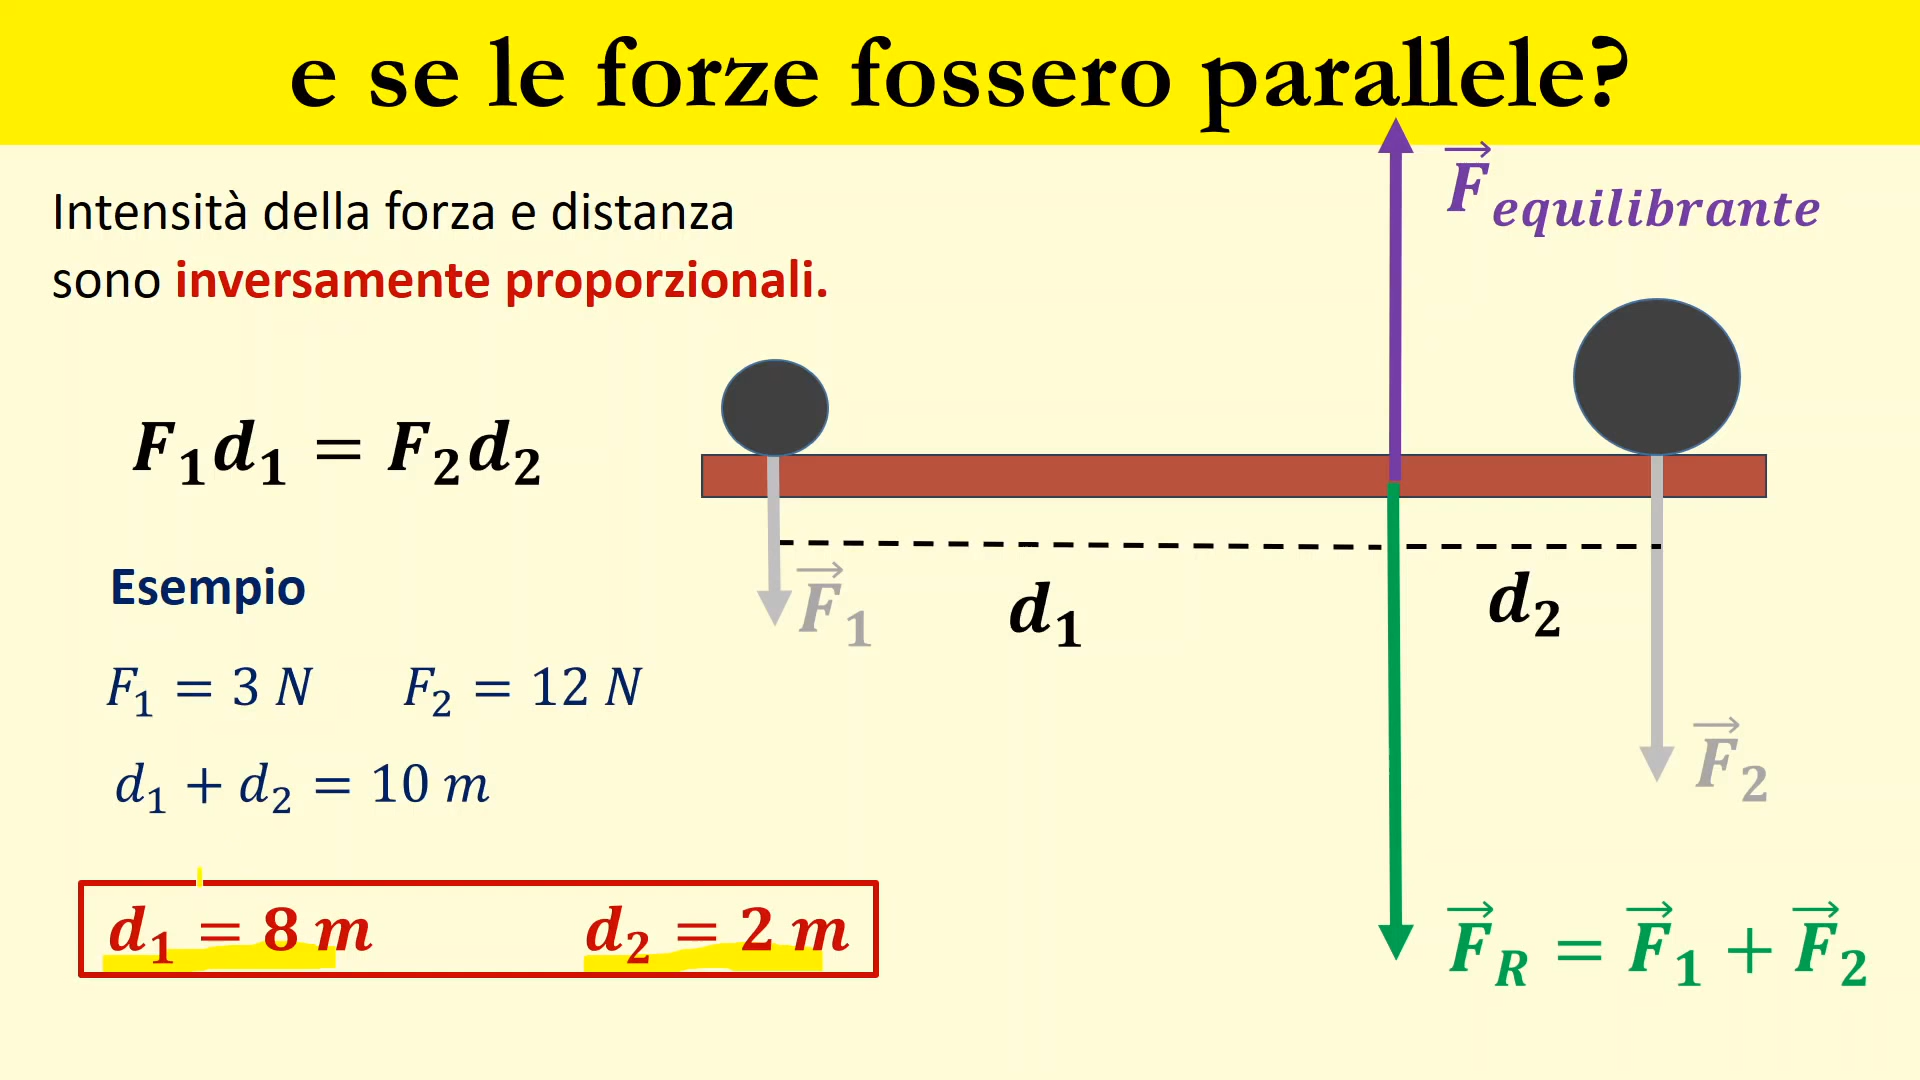 e se le forze fossero parallele?
Intensità della forza e distanza
sono inversamente proporzionali.
F₁d₁ = F₂d₂
Esempio
F₁ = 3 N F₂ = 12 N
d₁ + d₂ = 10 m
d₁ = 8 m d₂ = 2 m
F⃗equilibrante
F⃗₁
d₁
d₂
F⃗₂
F⃗R = F⃗₁ + F⃗₂